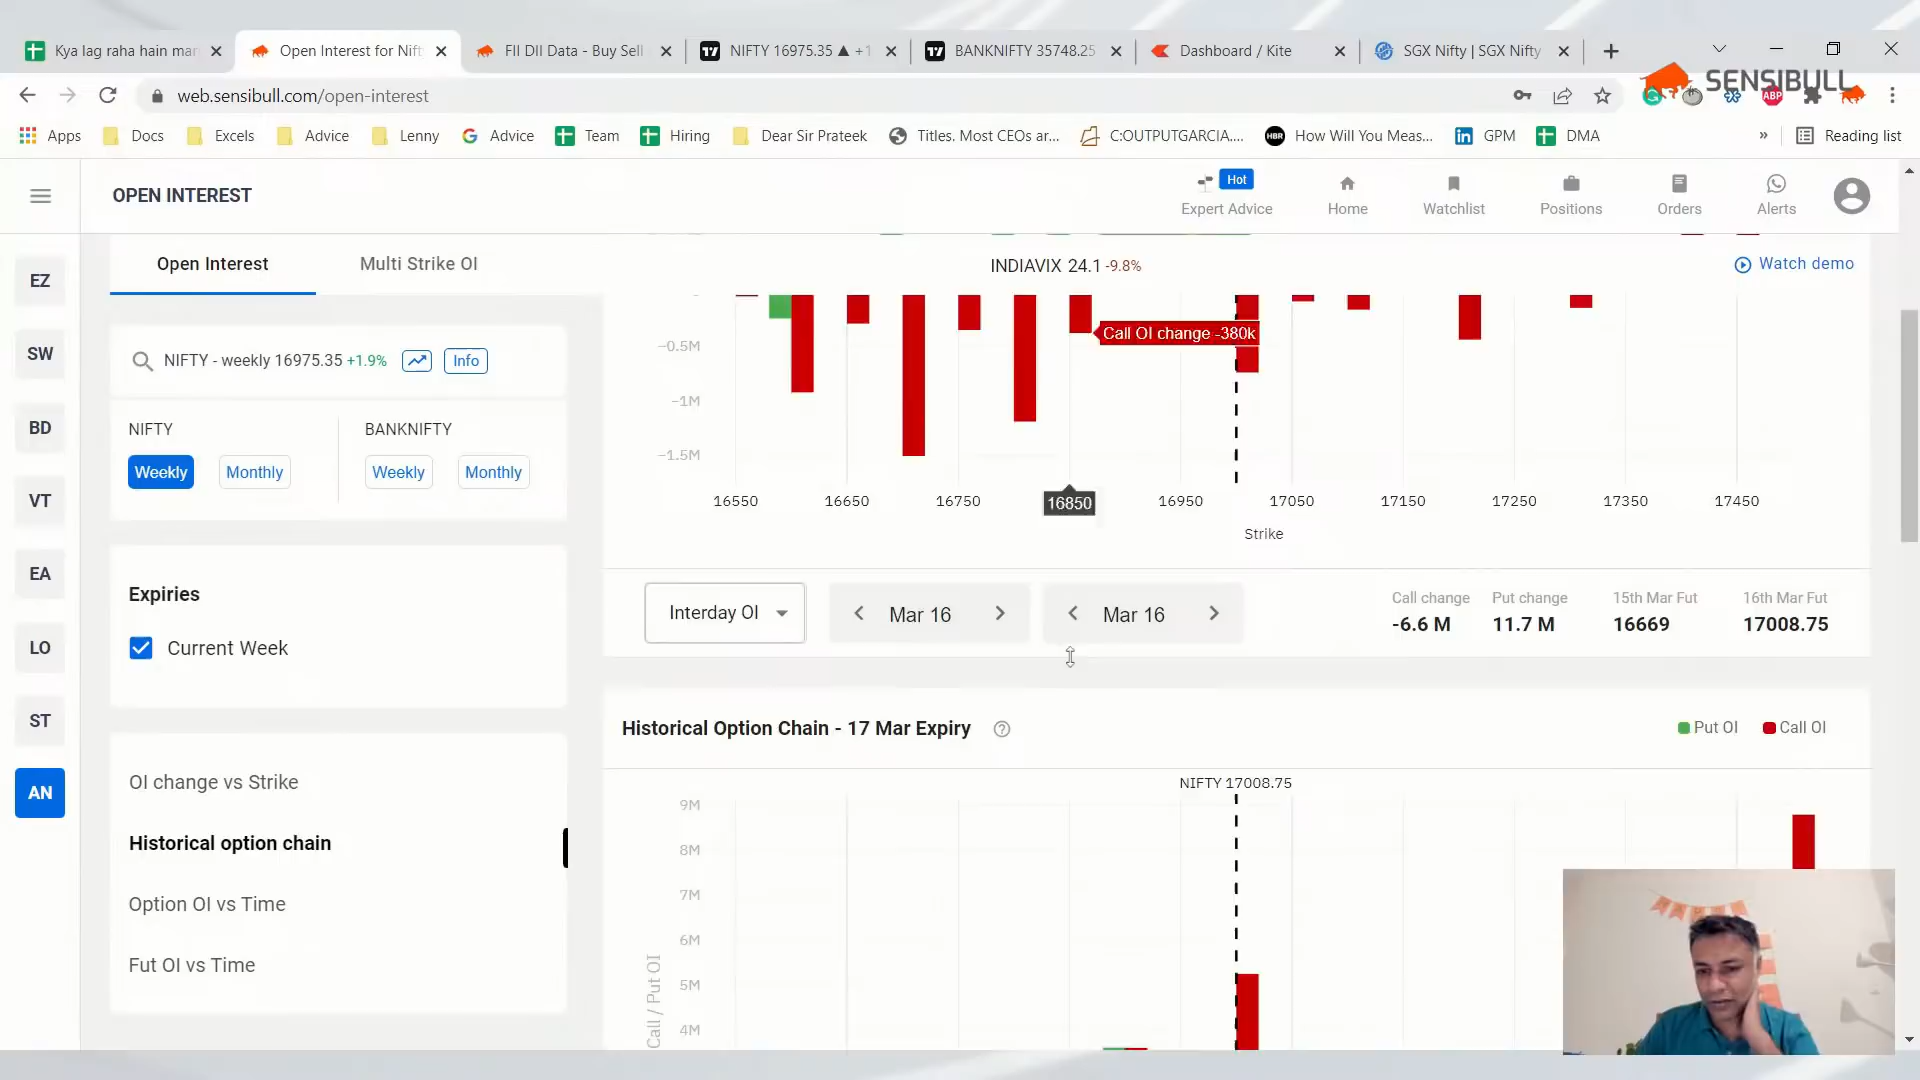 Kya lag raha hain mar
Open Interest for Nift
FII DII Data - Buy Sell
NIFTY 16975.35 ▲ +1
BANKNIFTY 35748.25
Dashboard / Kite
SGX Nifty | SGX Nifty
SENSIBULL
web.sensibull.com/open-interest
ABP
Apps
Docs
Excels
Advice
Lenny
Advice
Team
Hiring
Dear Sir Prateek
Titles. Most CEOs ar...
C:OUTPUTGARCIA....
HBR
How Will You Meas...
GPM
DMA
»
Reading list
OPEN INTEREST
Hot
Expert Advice
Home
Watchlist
Positions
Orders
Alerts
EZ
SW
BD
VT
EA
LO
ST
AN
Open Interest
Multi Strike OI
INDIAVIX 24.1 -9.8%
Watch demo
NIFTY - weekly 16975.35 +1.9%
Info
NIFTY
BANKNIFTY
Weekly
Monthly
Weekly
Monthly
Expiries
Current Week
OI change vs Strike
Historical option chain
Option OI vs Time
Fut OI vs Time
Call OI change -380k
−0.5M
−1M
−1.5M
16550
16650
16750
16850
16950
17050
17150
17250
17350
17450
Strike
Interday OI
Mar 16
Mar 16
Call change
-6.6 M
Put change
11.7 M
15th Mar Fut
16669
16th Mar Fut
17008.75
Historical Option Chain - 17 Mar Expiry
Put OI
Call OI
NIFTY 17008.75
9M
8M
7M
6M
5M
4M
Call / Put OI